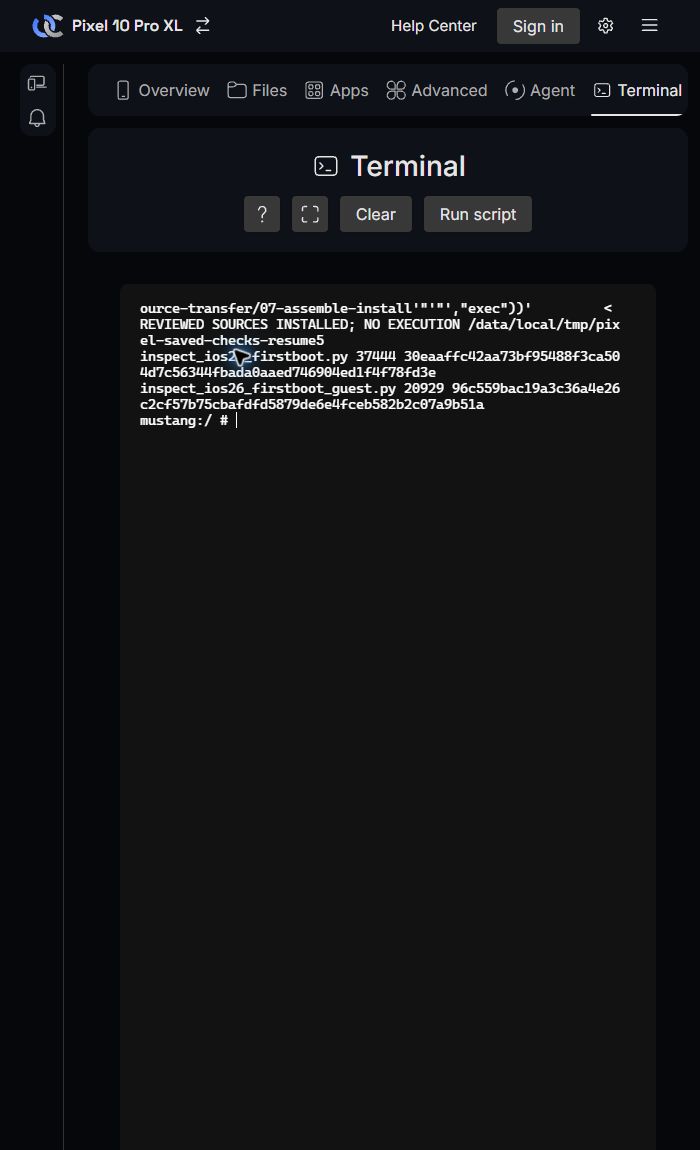 Pixel 10 Pro XL
Help Center
Sign in
Overview
Files
Apps
Advanced
Agent
Terminal
Terminal
?
Clear
Run script
ource-transfer/07-assemble-install'"'"',"exec"))' <
REVIEWED SOURCES INSTALLED; NO EXECUTION /data/local/tmp/pix
el-saved-checks-resume5
firstboot.py 37444 30eaaffc42aa73bf95488f3ca50
4d7c56344fbada0aaed746904ed1f4f78fd3e
inspect_ios26_firstboot_guest.py 20929 96c559bac19a3c36a4e26
c2cf57b75cbafdfd5879de6e4fceb582b2c07a9b51a
mustang:/ #